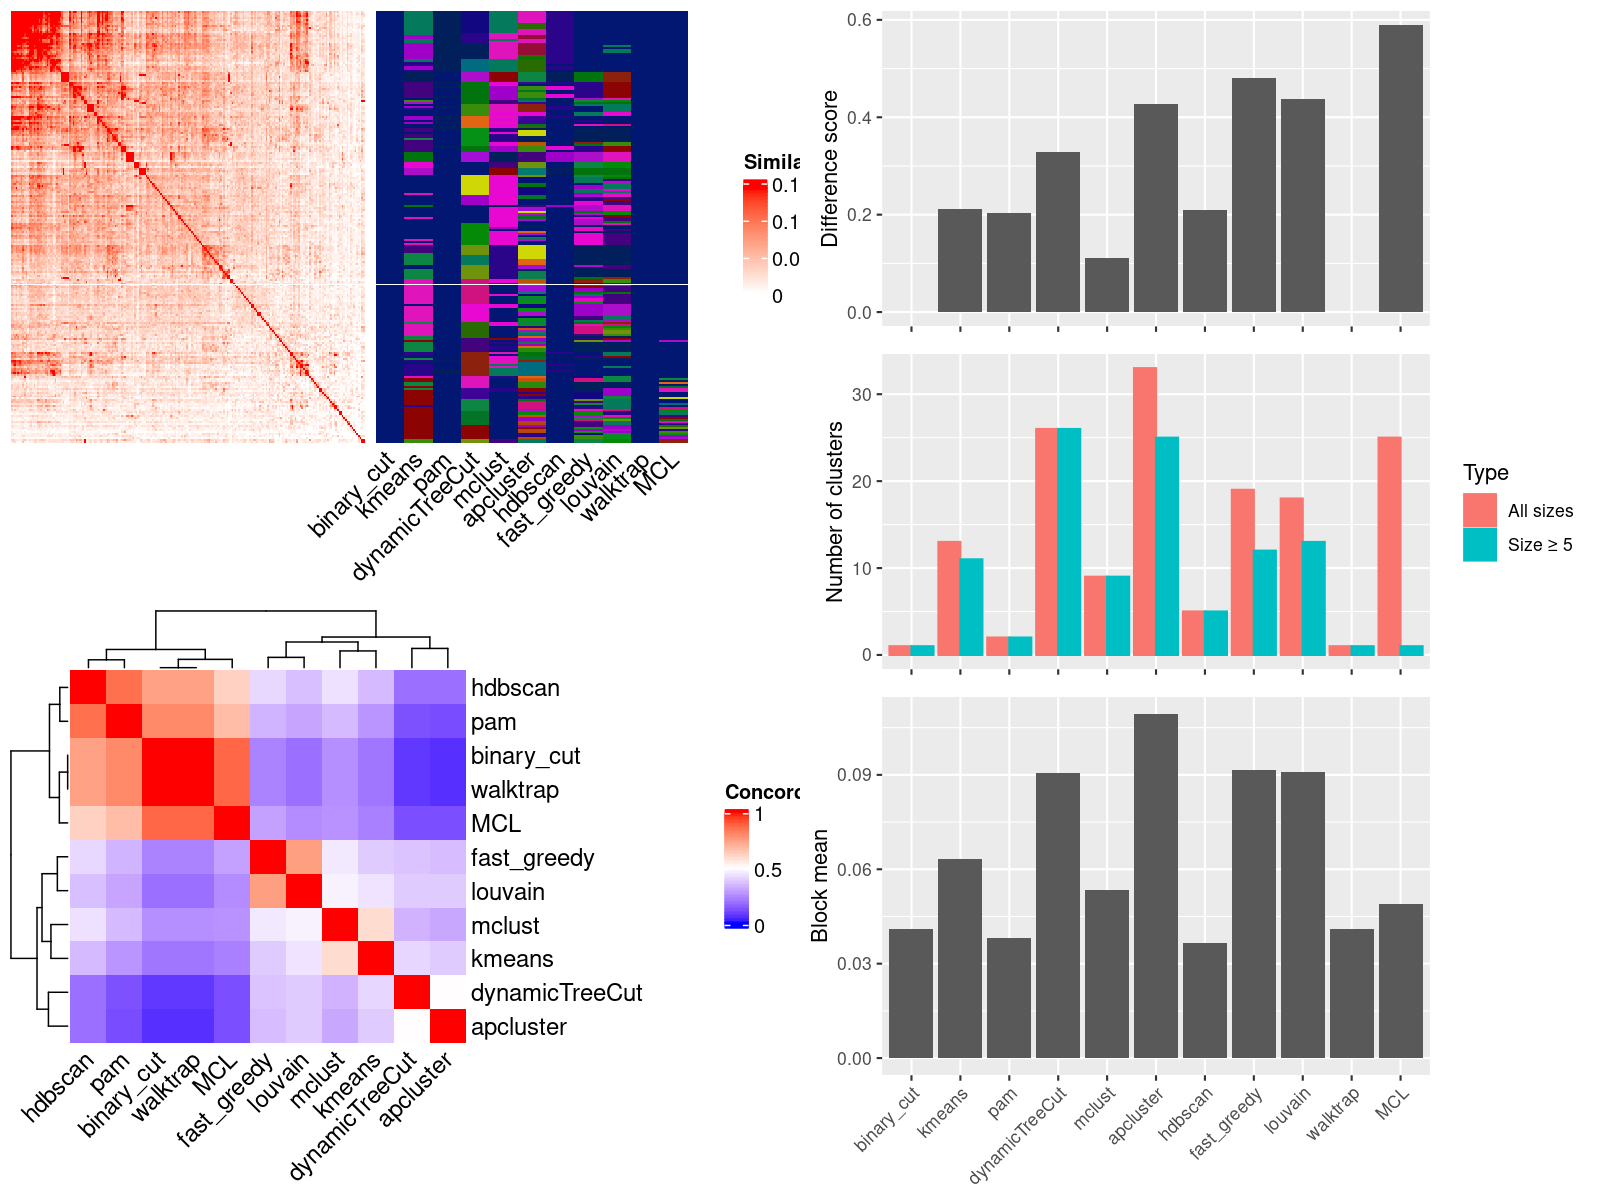 Simila
0.1
0.1
0.0
0
binary_cut
kmeans
pam
dynamicTreeCut
mclust
apcluster
hdbscan
fast_greedy
louvain
walktrap
MCL
hdbscan
pam
binary_cut
walktrap
MCL
fast_greedy
louvain
mclust
kmeans
dynamicTreeCut
apcluster
hdbscan
pam
binary_cut
walktrap
MCL
fast_greedy
louvain
mclust
kmeans
dynamicTreeCut
apcluster
Concord
1
0.5
0
Difference score
0.6
0.4
0.2
0.0
Number of clusters
30
20
10
0
Type
All sizes
Size ≥ 5
Block mean
0.09
0.06
0.03
0.00
binary_cut
kmeans
pam
dynamicTreeCut
mclust
apcluster
hdbscan
fast_greedy
louvain
walktrap
MCL